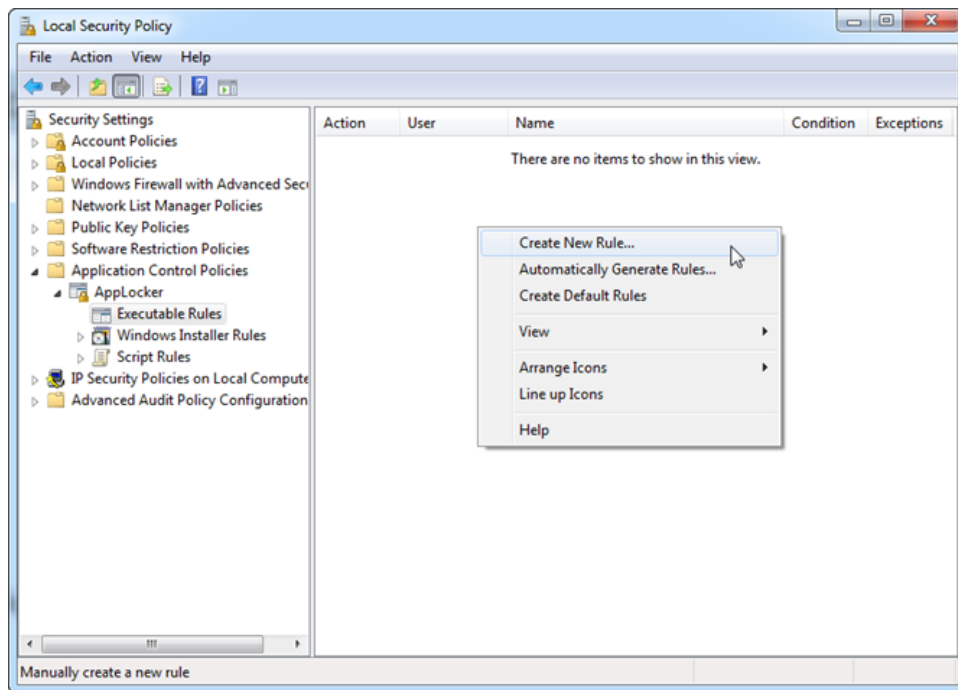 Local Security Policy
File Action View Help
Security Settings
Account Policies
Local Policies
Windows Firewall with Advanced Secu
Network List Manager Policies
Public Key Policies
Software Restriction Policies
Application Control Policies
AppLocker
Executable Rules
Windows Installer Rules
Script Rules
IP Security Policies on Local Compute
Advanced Audit Policy Configuration
Action User Name Condition Exceptions
There are no items to show in this view.
Create New Rule...
Automatically Generate Rules...
Create Default Rules
View
Arrange Icons
Line up Icons
Help
Manually create a new rule